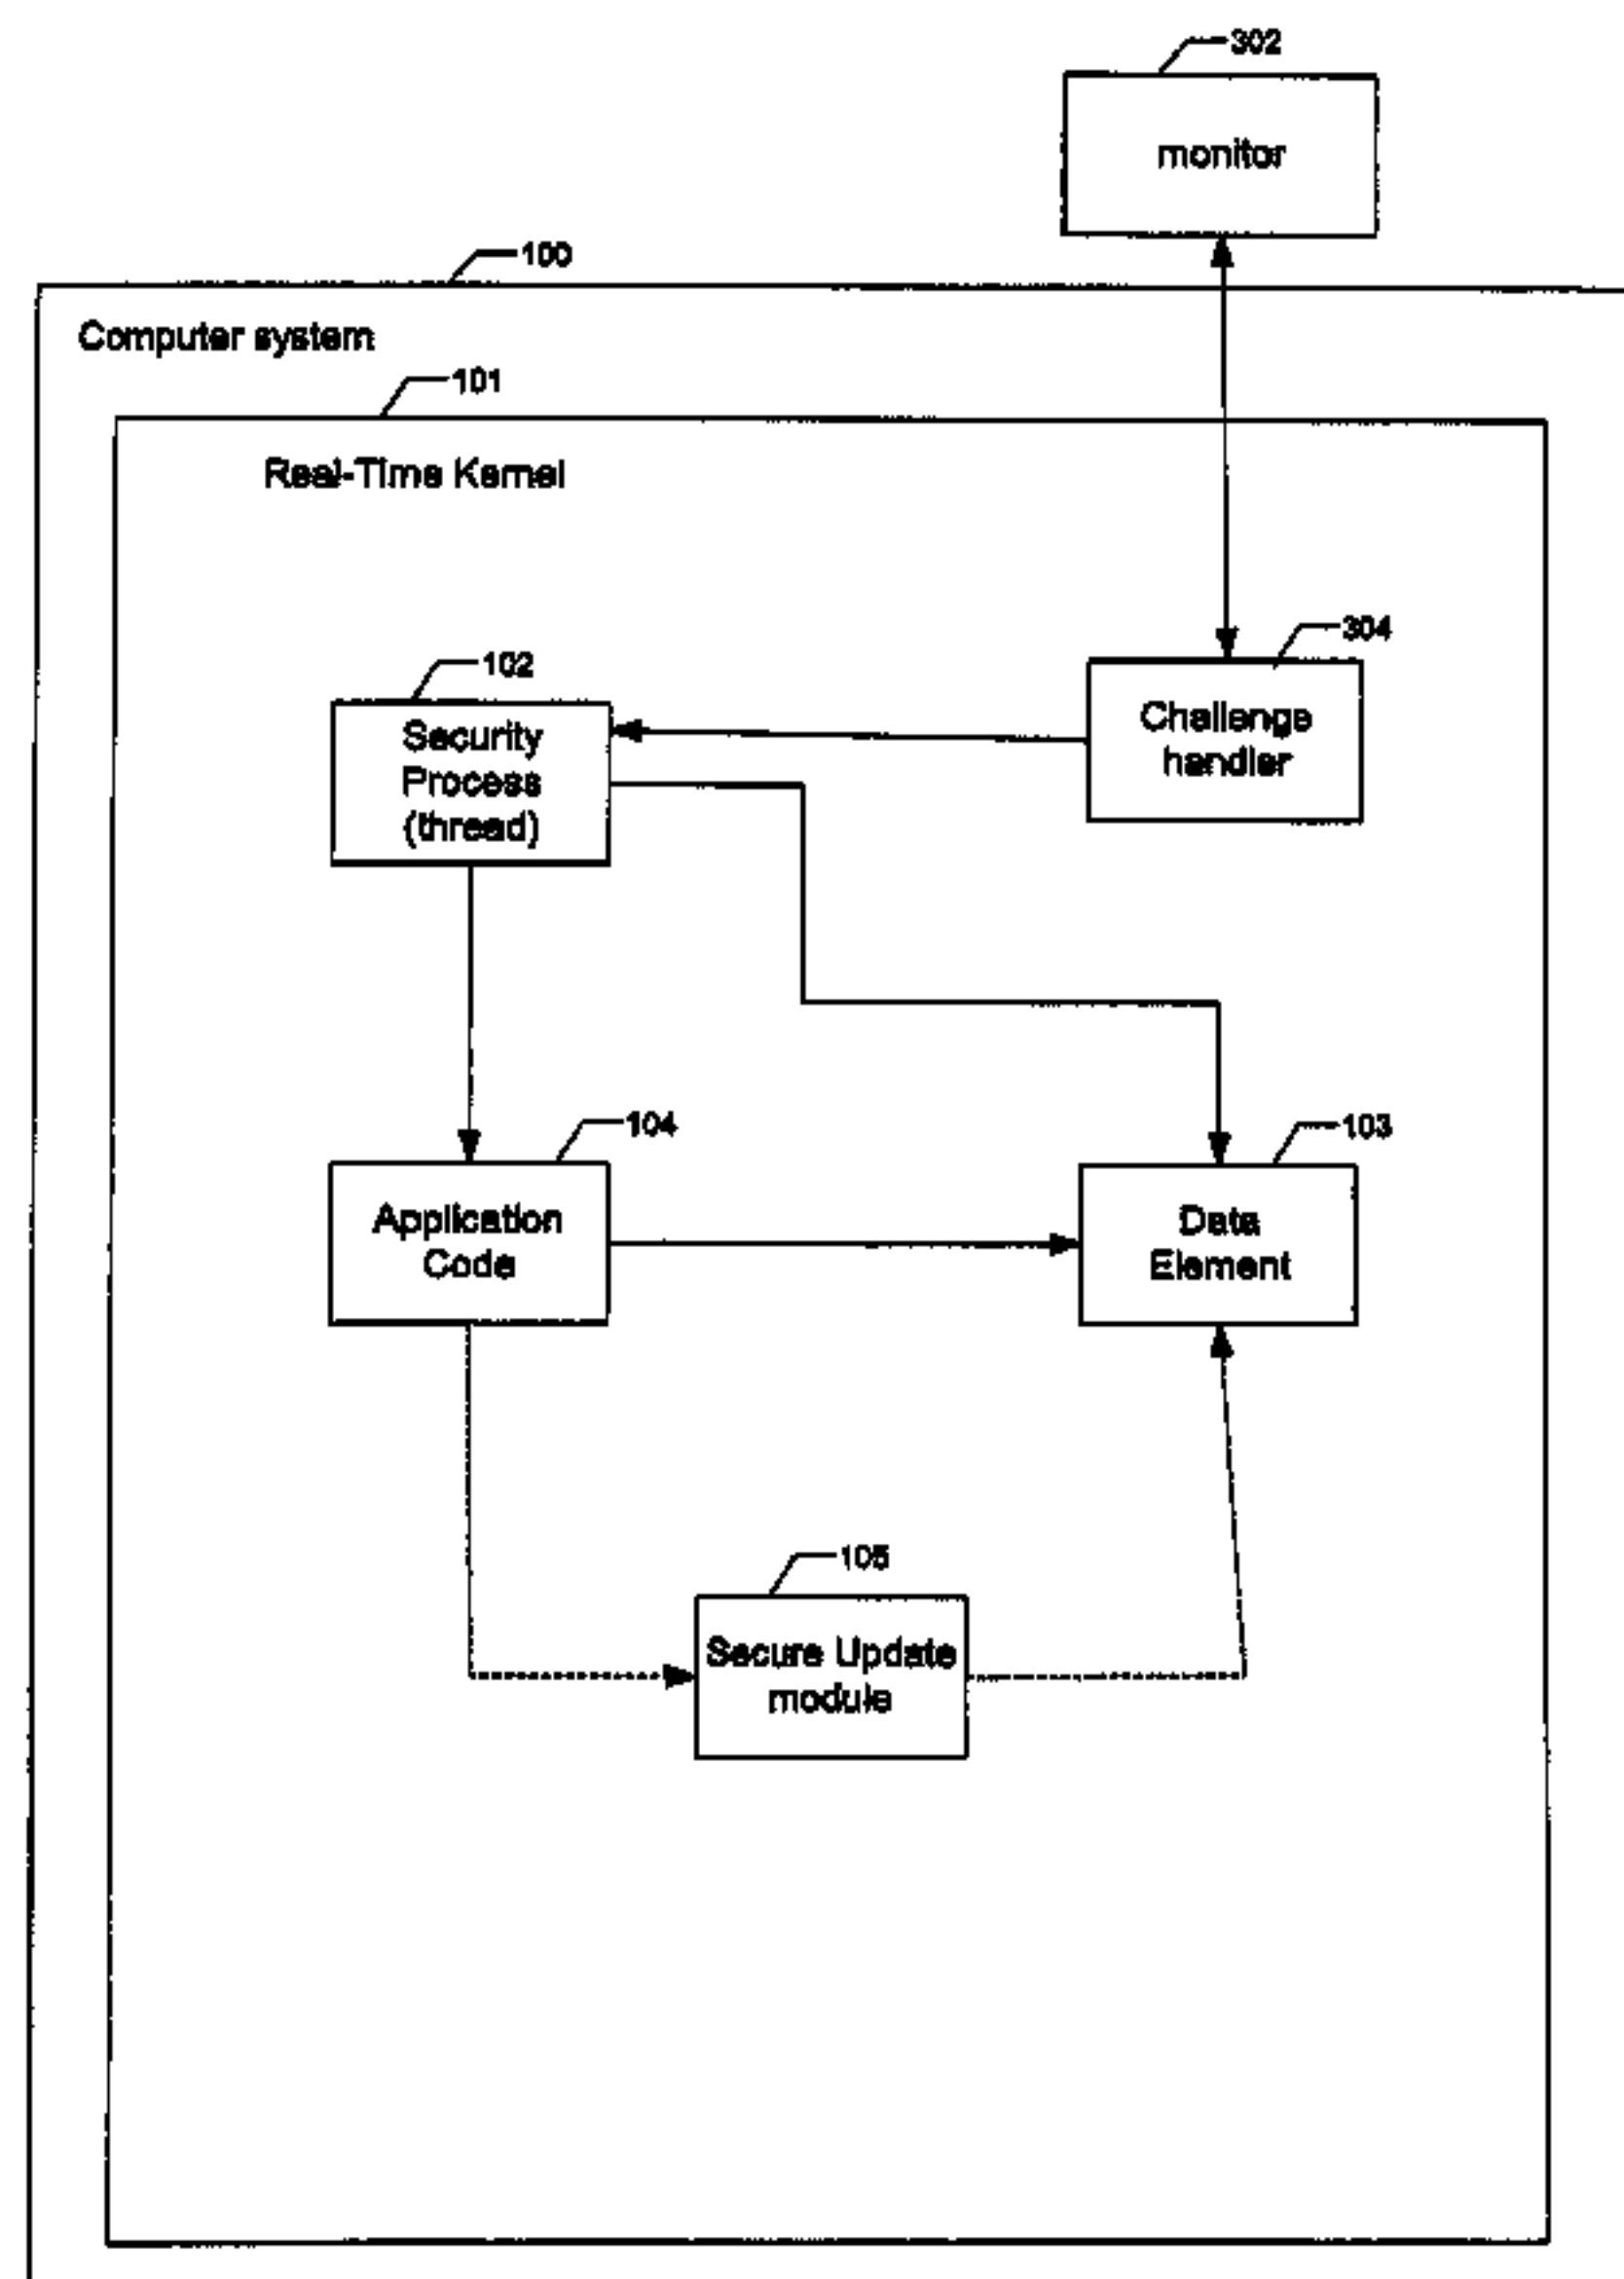 302
monitor
100
Computer system
101
Real-Time Kernel
304
102
Challenge
handler
Security
Process
(thread)
104
103
Application
Code
Data
Element
105
Secure Update
module